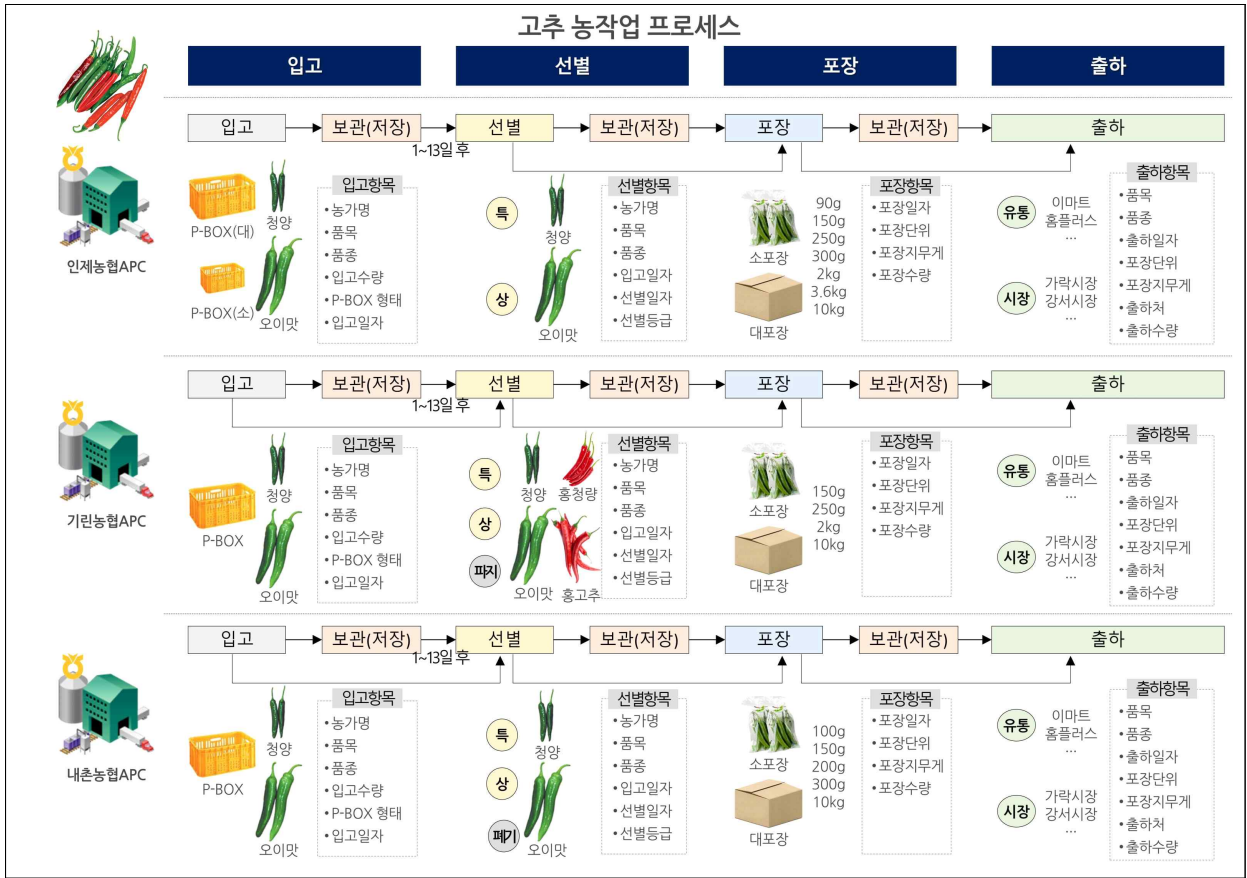 고추 농작업 프로세스
입고
선별
포장
출하
입고
보관(저장)
1~13일 후
선별
보관(저장)
포장
보관(저장)
출하
인제농협APC
P-BOX(대)
P-BOX(소)
청양
오이맛
입고항목
•농가명
•품목
•품종
•입고수량
•P-BOX 형태
•입고일자
특
상
청양
오이맛
선별항목
•농가명
•품목
•품종
•입고일자
•선별일자
•선별등급
소포장
대포장
90g
150g
250g
300g
2kg
3.6kg
10kg
포장항목
•포장일자
•포장단위
•포장지무게
•포장수량
유통
이마트
홈플러스
...
시장
가락시장
강서시장
...
출하항목
•품목
•품종
•출하일자
•포장단위
•포장지무게
•출하처
•출하수량
입고
보관(저장)
1~13일 후
선별
보관(저장)
포장
보관(저장)
출하
기린농협APC
P-BOX
청양
오이맛
입고항목
•농가명
•품목
•품종
•입고수량
•P-BOX 형태
•입고일자
특
상
파지
청양
홍청량
오이맛
홍고추
선별항목
•농가명
•품목
•품종
•입고일자
•선별일자
•선별등급
소포장
대포장
150g
250g
2kg
10kg
포장항목
•포장일자
•포장단위
•포장지무게
•포장수량
유통
이마트
홈플러스
...
시장
가락시장
강서시장
...
출하항목
•품목
•품종
•출하일자
•포장단위
•포장지무게
•출하처
•출하수량
입고
보관(저장)
1~13일 후
선별
보관(저장)
포장
보관(저장)
출하
내촌농협APC
P-BOX
청양
오이맛
입고항목
•농가명
•품목
•품종
•입고수량
•P-BOX 형태
•입고일자
특
상
폐기
청양
오이맛
선별항목
•농가명
•품목
•품종
•입고일자
•선별일자
•선별등급
소포장
대포장
100g
150g
200g
300g
10kg
포장항목
•포장일자
•포장단위
•포장지무게
•포장수량
유통
이마트
홈플러스
...
시장
가락시장
강서시장
...
출하항목
•품목
•품종
•출하일자
•포장단위
•포장지무게
•출하처
•출하수량